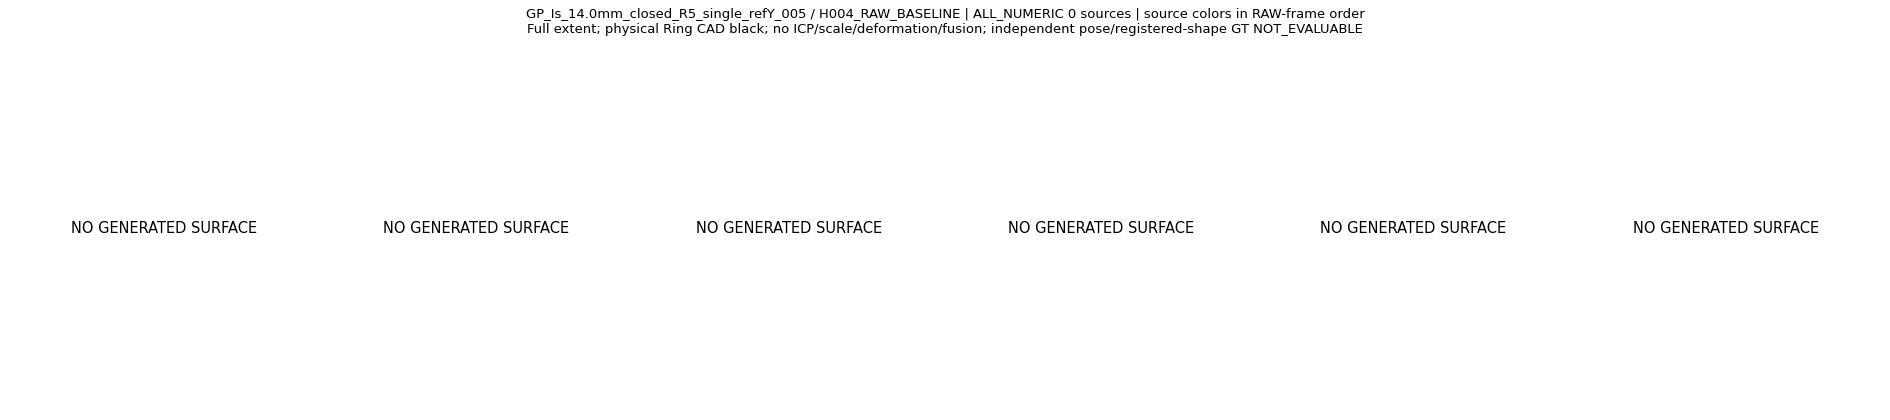 GP_Is_14.0mm_closed_R5_single_refY_005 / H004_RAW_BASELINE | ALL_NUMERIC 0 sources | source colors in RAW-frame order
Full extent; physical Ring CAD black; no ICP/scale/deformation/fusion; independent pose/registered-shape GT NOT_EVALUABLE
NO GENERATED SURFACE NO GENERATED SURFACE NO GENERATED SURFACE NO GENERATED SURFACE NO GENERATED SURFACE NO GENERATED SURFACE